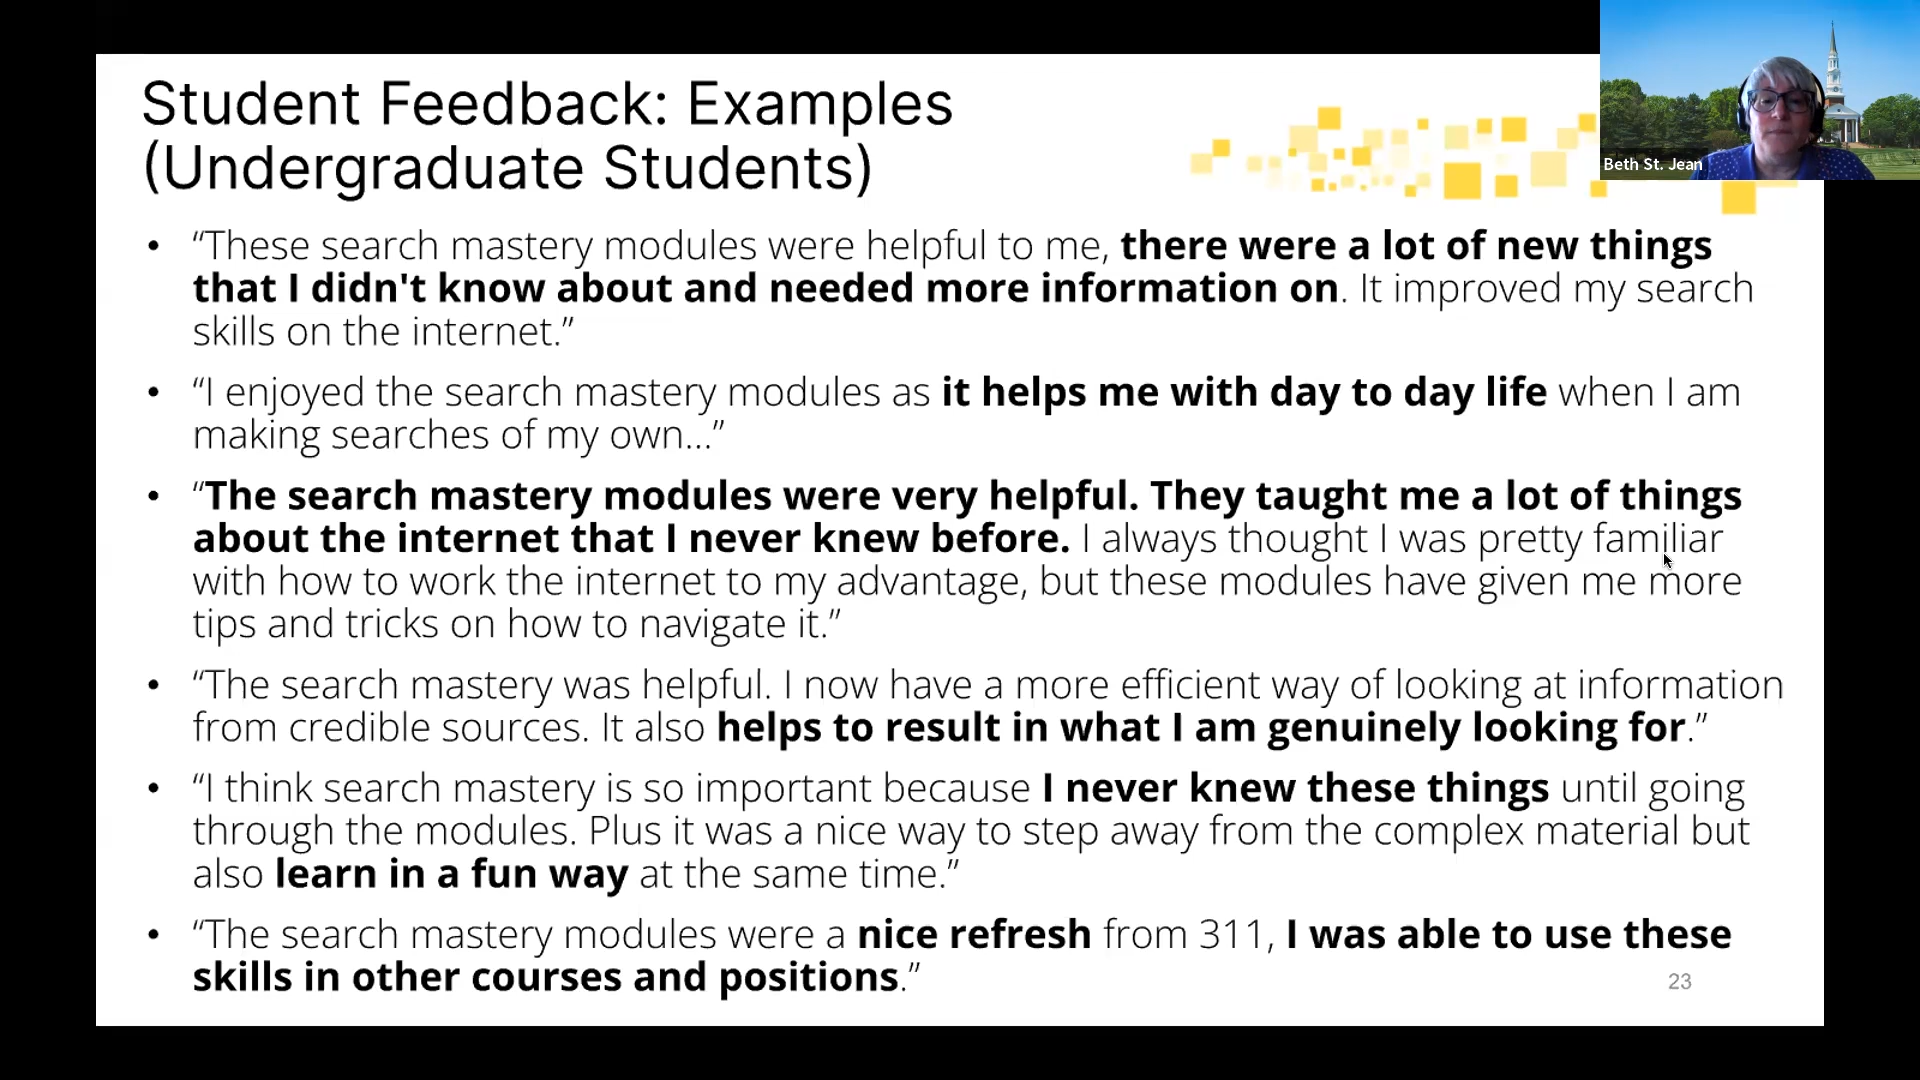 Student Feedback: Examples
(Undergraduate Students)
Beth St. Jean
• “These search mastery modules were helpful to me, there were a lot of new things
that I didn't know about and needed more information on. It improved my search
skills on the internet.”
• “I enjoyed the search mastery modules as it helps me with day to day life when I am
making searches of my own...”
• “The search mastery modules were very helpful. They taught me a lot of things
about the internet that I never knew before. I always thought I was pretty familiar
with how to work the internet to my advantage, but these modules have given me more
tips and tricks on how to navigate it.”
• “The search mastery was helpful. I now have a more efficient way of looking at information
from credible sources. It also helps to result in what I am genuinely looking for.”
• “I think search mastery is so important because I never knew these things until going
through the modules. Plus it was a nice way to step away from the complex material but
also learn in a fun way at the same time.”
• “The search mastery modules were a nice refresh from 311, I was able to use these
skills in other courses and positions.”
23